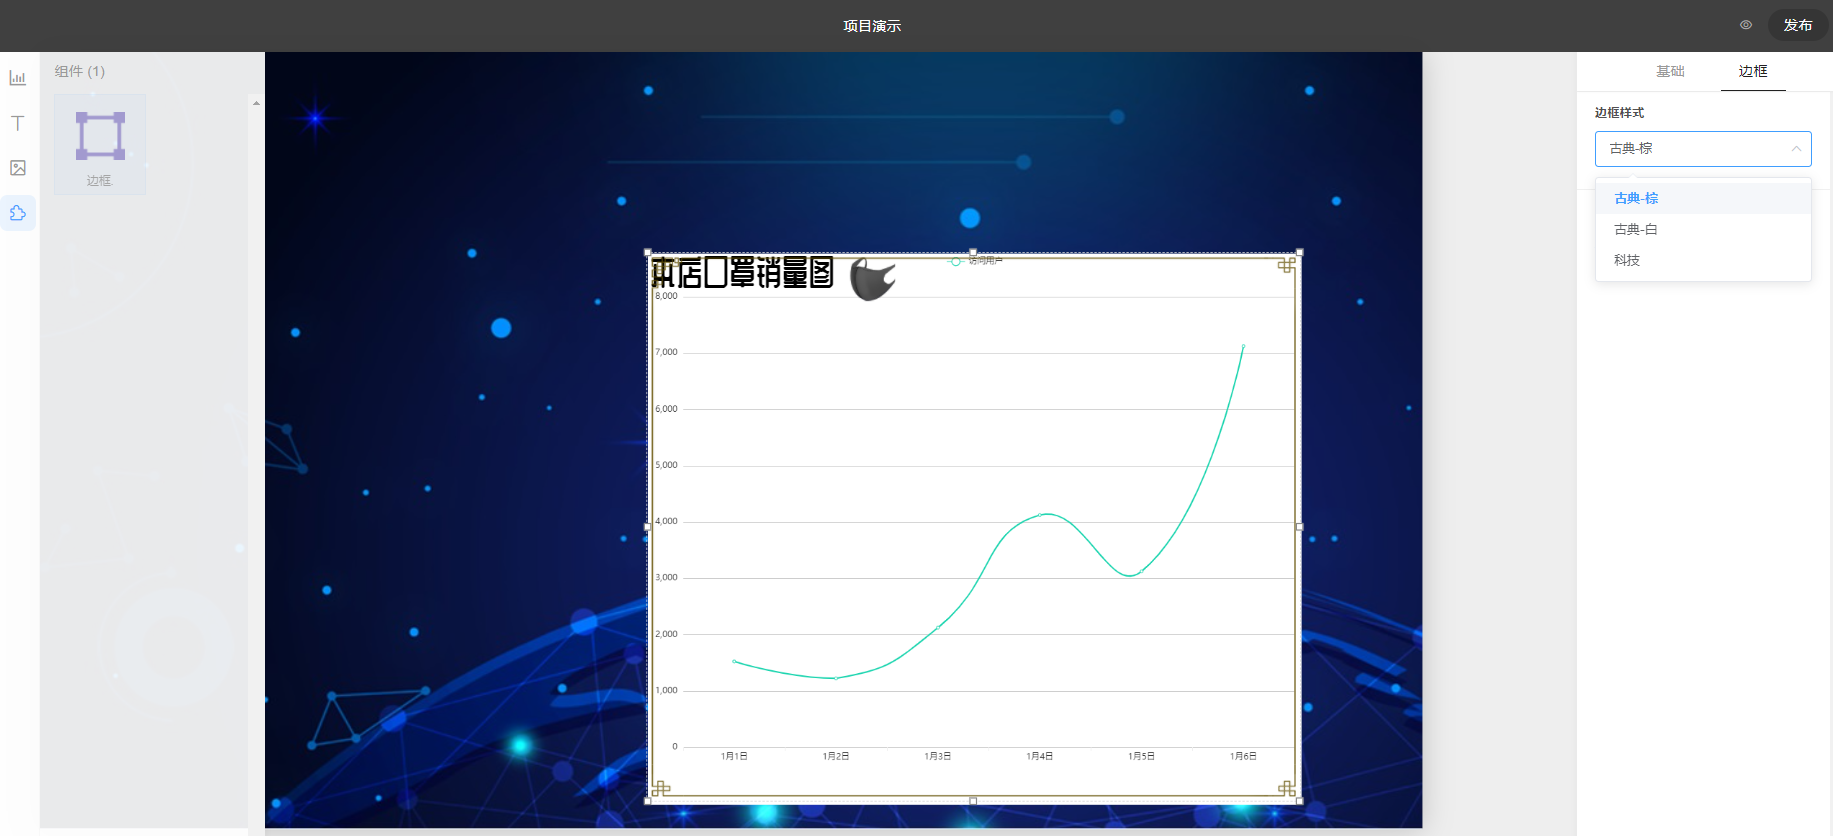 项目演示
发布
组件 (1)
边框
基础
边框
边框样式
古典-棕
古典-棕
古典-白
科技
本店口罩销量图
访问用户
8,000
7,000
6,000
5,000
4,000
3,000
2,000
1,000
0
1月1日
1月2日
1月3日
1月4日
1月5日
1月6日